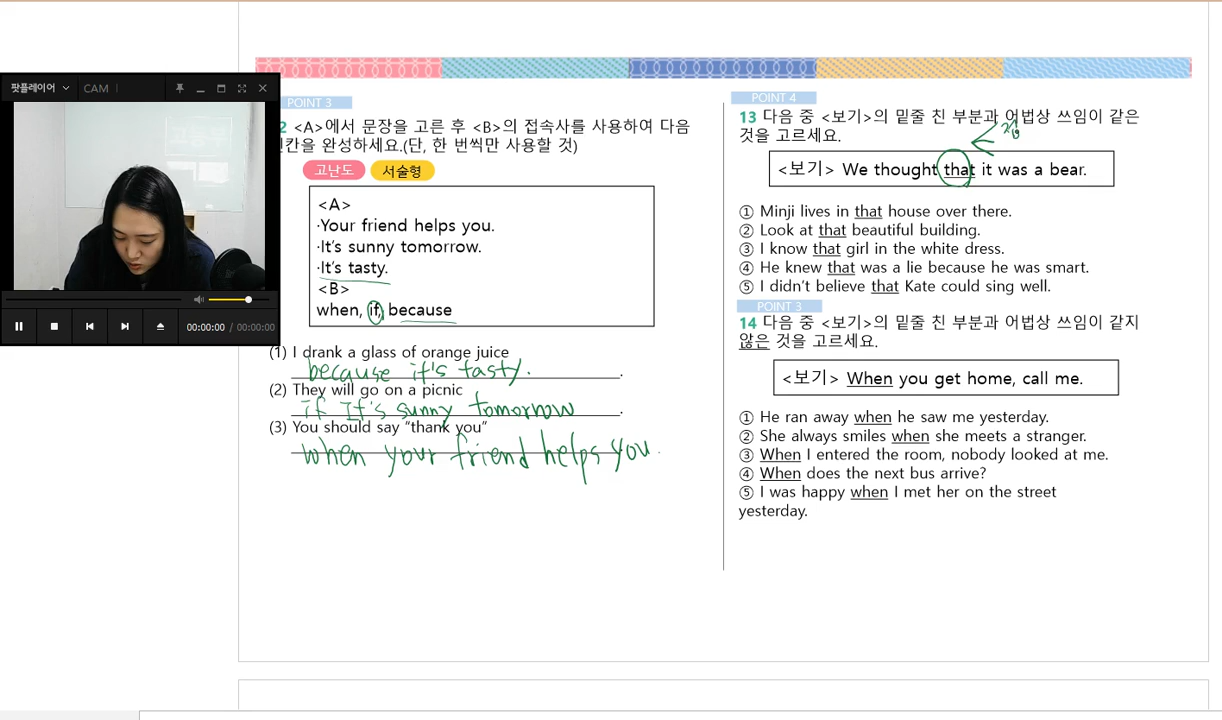 팟플레이어
CAM
00:00:00 / 00:00:00
POINT 3
2 <A>에서 문장을 고른 후 <B>의 접속사를 사용하여 다음
빈칸을 완성하세요.(단, 한 번씩만 사용할 것)
고난도 서술형
<A>
·Your friend helps you.
·It's sunny tomorrow.
·It's tasty.
<B>
when, if, because
(1) I drank a glass of orange juice
because it's tasty.
(2) They will go on a picnic
if It's sunny tomorrow.
(3) You should say “thank you”
when your friend helps you.
POINT 4
13 다음 중 <보기>의 밑줄 친 부분과 어법상 쓰임이 같은
것을 고르세요.
<보기> We thought that it was a bear.
① Minji lives in that house over there.
② Look at that beautiful building.
③ I know that girl in the white dress.
④ He knew that was a lie because he was smart.
⑤ I didn't believe that Kate could sing well.
POINT 3
14 다음 중 <보기>의 밑줄 친 부분과 어법상 쓰임이 같지
않은 것을 고르세요.
<보기> When you get home, call me.
① He ran away when he saw me yesterday.
② She always smiles when she meets a stranger.
③ When I entered the room, nobody looked at me.
④ When does the next bus arrive?
⑤ I was happy when I met her on the street
yesterday.